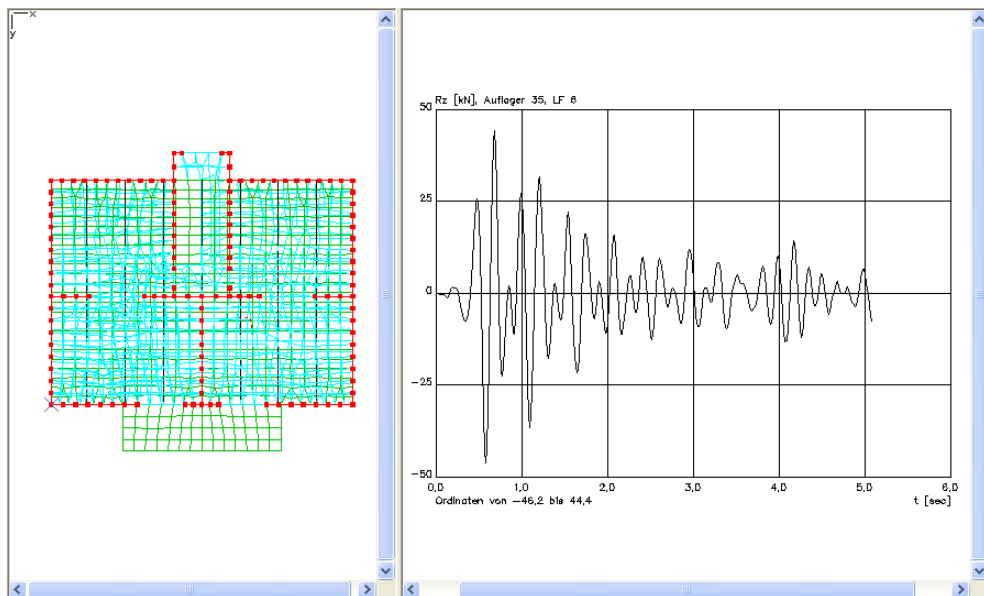 x
y
Rz [kN], Auflager 35, LF 6
50
25
0
-25
-50
0,0 1,0 2,0 3,0 4,0 5,0 6,0
Ordinaten von -46,2 bis 44,4 t [sec]